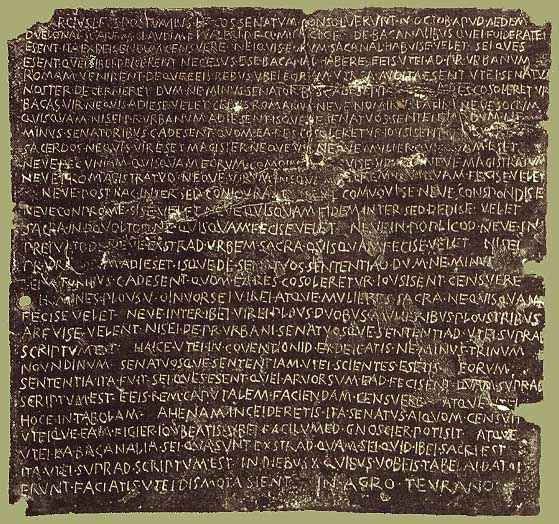 MARCIVS L F S POSTVMIVS L F COS SENATVM CONSOLVERVNT N OCTOB APVD AEDEM
DVELONAI SC ARF M CLAVDI M F L VALERI P F Q MINVCI C F DE BACANALIBVS QVEI FOIDERATEI
ESENT ITA EXDEICENDVM CENSVERE NEIQVIS EORVM SACANAL HABVISE VELET SEI QVES
ESENT QVEI SIBEI DEICERENT NECESVS ESE BACANAL HABERE EEIS VTEI AD PR VRBANVM
ROMAM VENIRENT DEQVE EEIS REBVS VBEI EORVM VTR A AVDITA ESENT VTEI SENATVS
NOSTER DECERNERET DVM NE MINVS SENATORBVS C ADESENT RES COSOLERETVR
BACAS VIR NEQVIS ADIESE VELET CEIVIS ROMANVS NEVE NOMINVS LATINI NEVE SOCIVM
QVISQVAM NISEI PR VRBANVM ADIESENT ISQVE DE SENATVOS SENTENTIAD DVM NE
MINVS SENATORIBVS C ADESENT QVOM EA RES COSOLERETVR IOVSISENT CENSVERE
SACERDOS NEQVIS VIR ESET MAGISTER NEQVE VIR NEQVE MVLIER QVISQVAM ESET
NEVE PECVNIAM QVISQVAM EORVM COMOINEM HABVISE VELET NEVE MAGISTRATVM
NEVE PRO MAGISTRATVO NEQVE VIRVM NEQVE MVLIEREM QVIQVAM FECISE VELET
NEVE POST HAC INTER SED CONIOVRASE NEVE COMVOVISE NEVE CONSPONDISE
NEVE CONPROMESISE VELET NEVE QVISQVAM FIDEM INTER SED DEDISE VELET
SACRA IN OQVOLTOD NE QVISQVAM FECISE VELET NEVE IN POPLICOD NEVE IN
PREIVATOD NEVE EXSTRAD VRBEM SACRA QVISQVAM FECISE VELET NISEI
PR VRBANVM ADIESET ISQVE DE SENATVOS SENTENTIAD DVM NE MINVS
SENATORIBVS C ADESENT QVOM EA RES COSOLERETVR IOVSISENT CENSVERE
HOMINES PLOVS V OINVORSEI VIREI ATQVE MVLIERES SACRA NE QVISQVAM
FECISE VELET NEVE INTER IBEI VIREI PLOVS DVOBVS MVLIERIBVS PLOVS TRIBVS
ARFVISE VELENT NISEI DE PR VRBANI SENATVOSQVE SENTENTIAD VTEI SVPRAD
SCRIPTVM EST HAICE VTEI IN COVENTIONID EXDEICATIS NE MINVS TRINVM
NOVNDINVM SENATVOSQVE SENTENTIAM VTEI SCIENTES ESETIS EORVM
SENTENTIA ITA FVIT SEI QVES ESENT QVEI ARVORSVM EAD FECISENT QVAM SVPRAD
SCRIPTVM EST EEIS REM CAPVTALEM FACIENDAM CENSVERE ATQVE VTEI
HOCE IN TABOLAM AHENAM INCEIDERETIS ITA SENATVS AIQVOM CENSVIT
VTEIQVE EAM FIGIER IOVBEATIS VBEI FACILVMED GNOSCIER POTISIT ATQVE
VTEI EA BACANALIA SEI QVA SVNT EXSTRAD QVAM SEI QVID IBEI SACRI EST
ITA VTEI SVPRAD SCRIPTVM EST IN DIEBVS X QVIBVS VOBEIS TABELAI DATAI
ERVNT FACIATIS VTEI DISMOTA SIENT IN AGRO TEVRANO